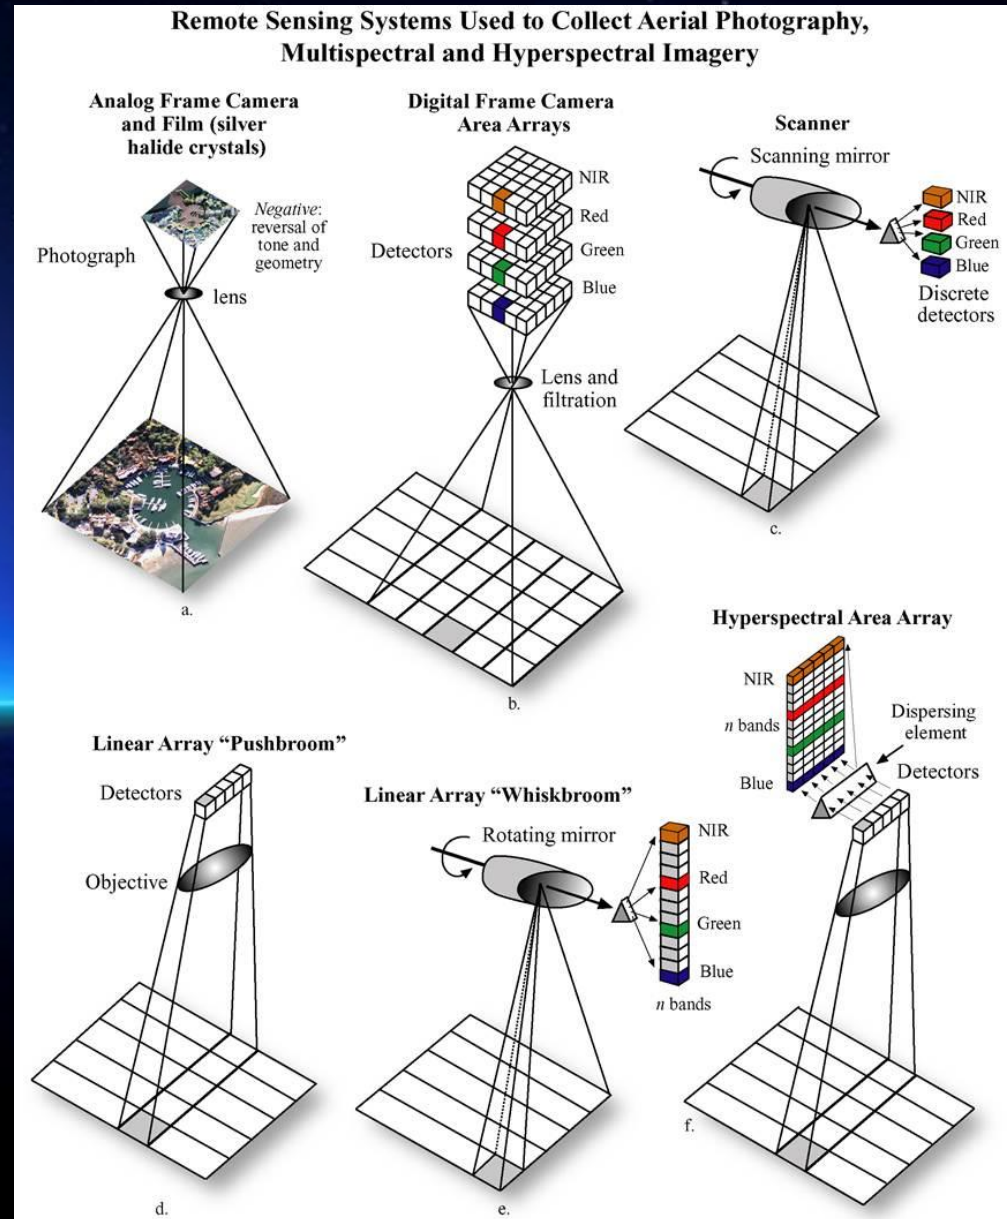 Remote Sensing Systems Used to Collect Aerial Photography,
Multispectral and Hyperspectral Imagery
Analog Frame Camera
and Film (silver
halide crystals)
Negative:
reversal of
tone and
geometry
Photograph
lens
a.
Digital Frame Camera
Area Arrays
NIR
Red
Green
Blue
Detectors
Lens and
filtration
b.
Scanner
Scanning mirror
NIR
Red
Green
Blue
Discrete
detectors
c.
Linear Array “Pushbroom”
Detectors
Objective
d.
Linear Array “Whiskbroom”
Rotating mirror
NIR
Red
Green
Blue
n bands
e.
Hyperspectral Area Array
NIR
n bands
Blue
Dispersing
element
Detectors
f.